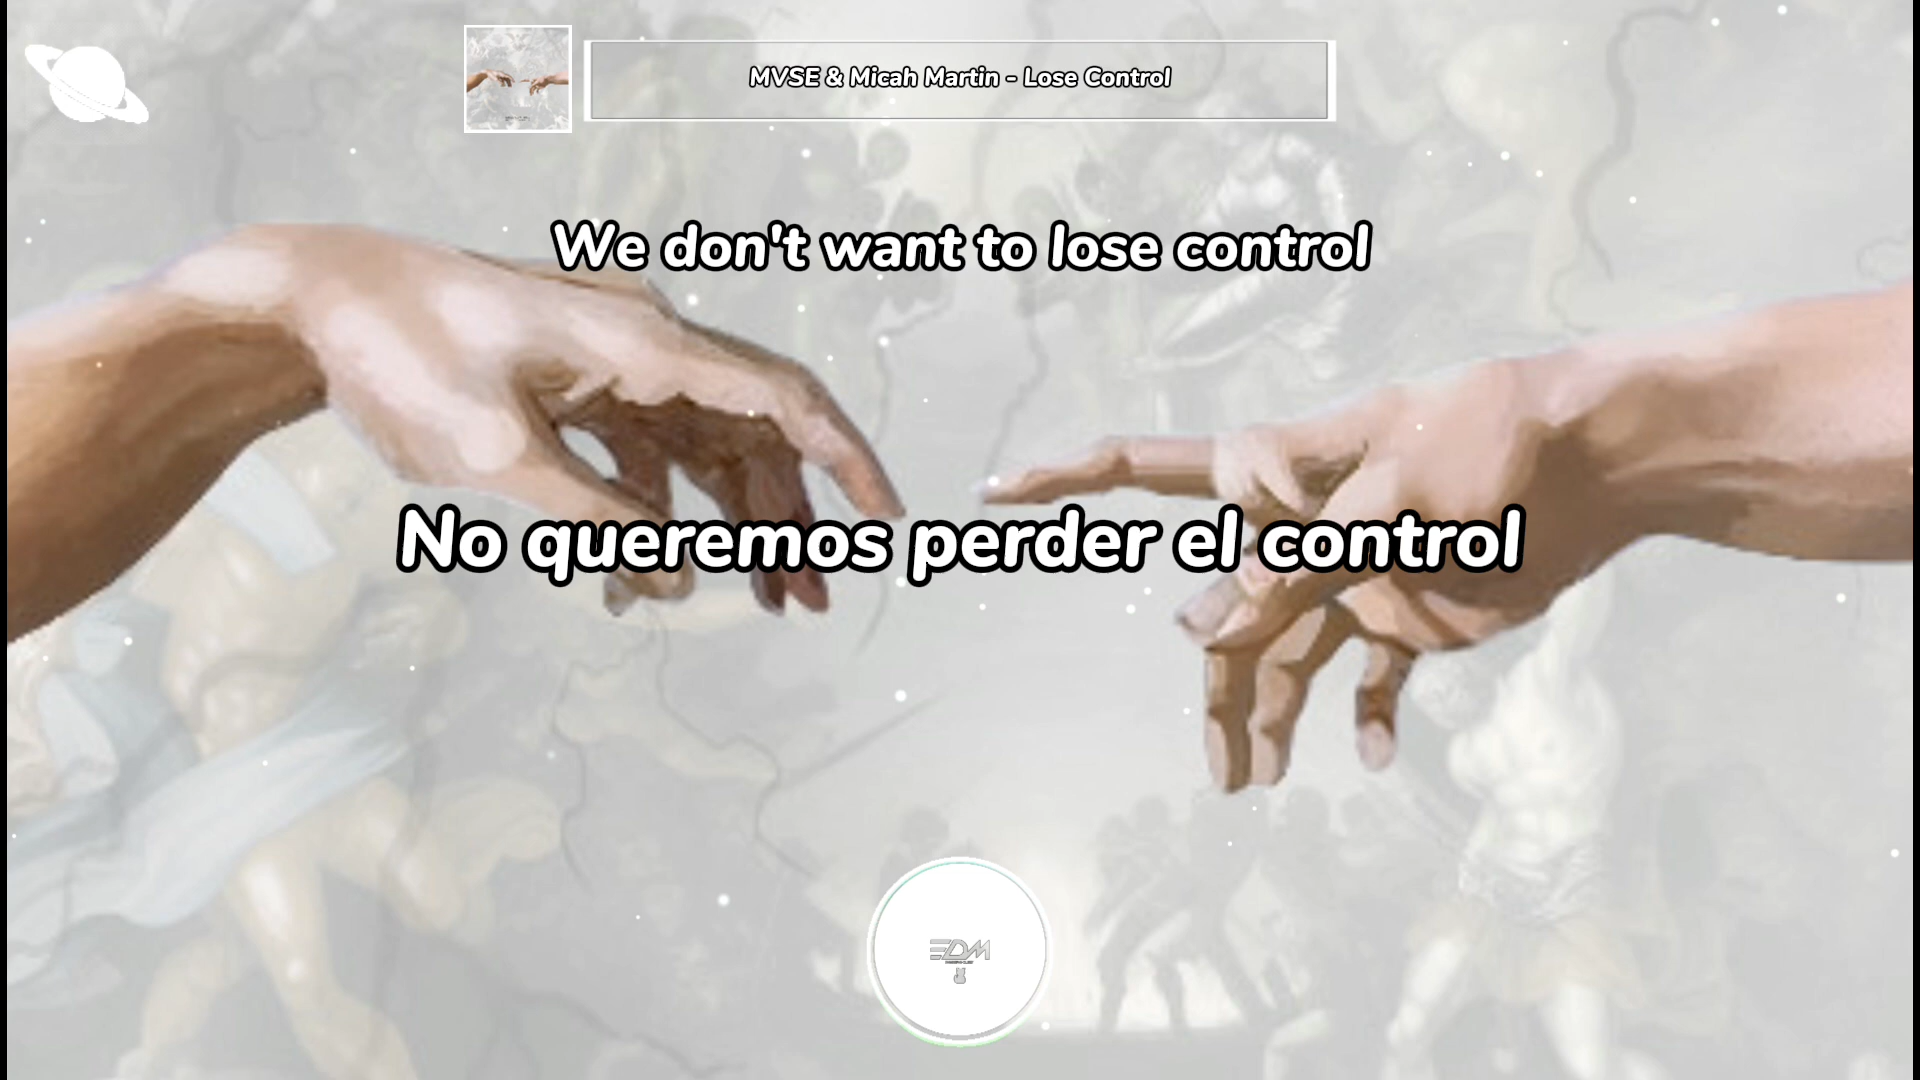 MVSE & Micah Martin - Lose Control
We don't want to lose control
No queremos perder el control
EDM